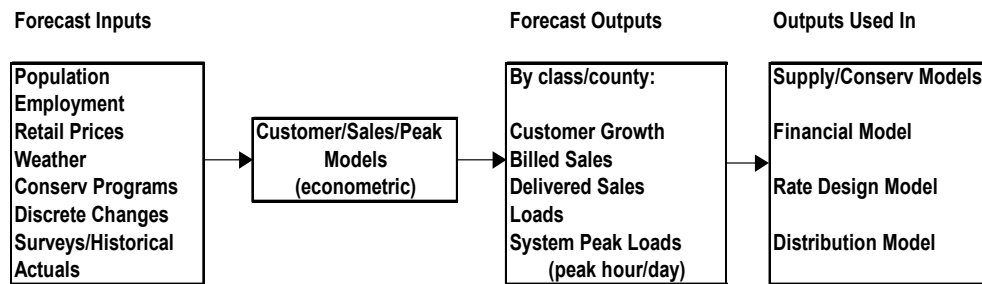 Forecast Inputs
Forecast Outputs
Outputs Used In
Population
Employment
Retail Prices
Weather
Conserv Programs
Discrete Changes
Surveys/Historical
Actuals
Customer/Sales/Peak
Models
(econometric)
By class/county:
Customer Growth
Billed Sales
Delivered Sales
Loads
System Peak Loads
(peak hour/day)
Supply/Conserv Models
Financial Model
Rate Design Model
Distribution Model